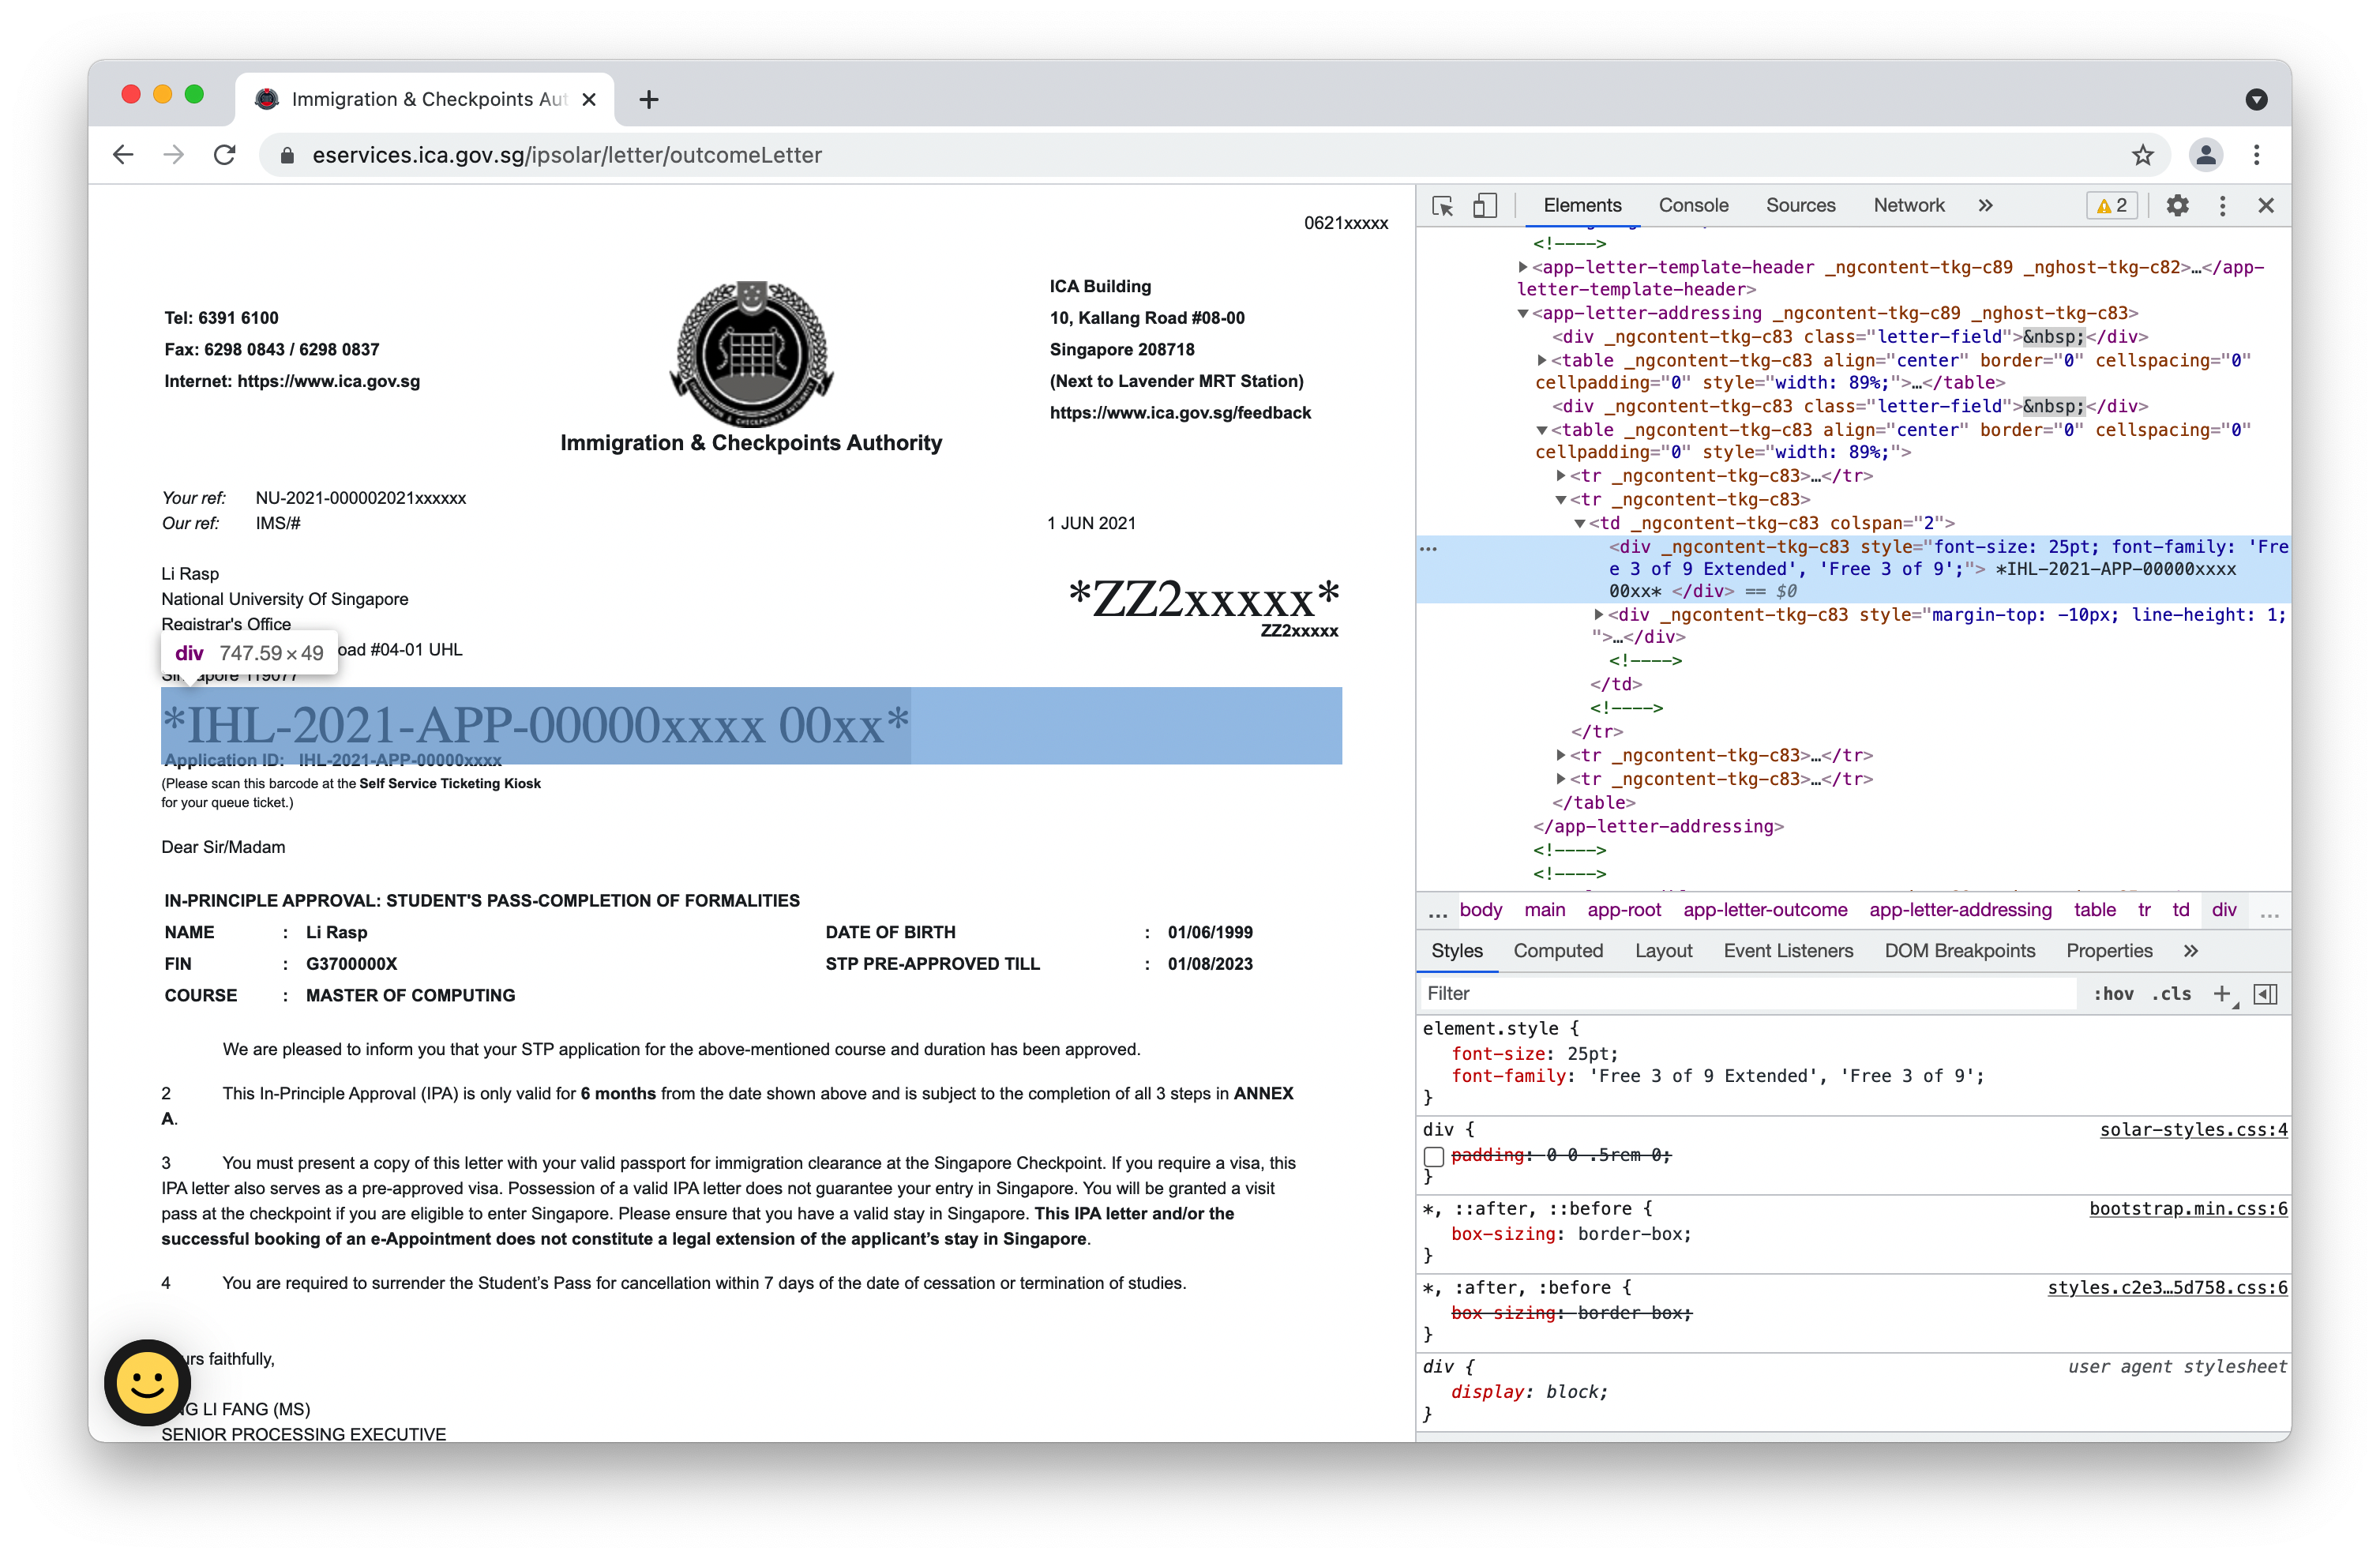 Immigration & Checkpoints Aut
eservices.ica.gov.sg/ipsolar/letter/outcomeLetter
0621xxxxx
Tel: 6391 6100
Fax: 6298 0843 / 6298 0837
Internet: https://www.ica.gov.sg
IMMIGRATION & CHECKPOINTS AUTHORITY
Immigration & Checkpoints Authority
ICA Building
10, Kallang Road #08-00
Singapore 208718
(Next to Lavender MRT Station)
https://www.ica.gov.sg/feedback
Your ref: NU-2021-000002021xxxxxx
Our ref: IMS/#
1 JUN 2021
Li Rasp
National University Of Singapore
Registrar's Office
oad #04-01 UHL
Singapore 119077
div 747.59×49
*ZZ2xxxxx*
ZZ2xxxxx
*IHL-2021-APP-00000xxxx 00xx*
Application ID: IHL-2021-APP-00000xxxx
(Please scan this barcode at the Self Service Ticketing Kiosk
for your queue ticket.)
Dear Sir/Madam
IN-PRINCIPLE APPROVAL: STUDENT'S PASS-COMPLETION OF FORMALITIES
NAME : Li Rasp DATE OF BIRTH : 01/06/1999
FIN : G3700000X STP PRE-APPROVED TILL : 01/08/2023
COURSE : MASTER OF COMPUTING
We are pleased to inform you that your STP application for the above-mentioned course and duration has been approved.
2 This In-Principle Approval (IPA) is only valid for 6 months from the date shown above and is subject to the completion of all 3 steps in ANNEX
A.
3 You must present a copy of this letter with your valid passport for immigration clearance at the Singapore Checkpoint. If you require a visa, this
IPA letter also serves as a pre-approved visa. Possession of a valid IPA letter does not guarantee your entry in Singapore. You will be granted a visit
pass at the checkpoint if you are eligible to enter Singapore. Please ensure that you have a valid stay in Singapore. This IPA letter and/or the
successful booking of an e-Appointment does not constitute a legal extension of the applicant’s stay in Singapore.
4 You are required to surrender the Student’s Pass for cancellation within 7 days of the date of cessation or termination of studies.
urs faithfully,
NG LI FANG (MS)
SENIOR PROCESSING EXECUTIVE
Elements Console Sources Network » 2
<!---->
▶<app-letter-template-header _ngcontent-tkg-c89 _nghost-tkg-c82>…</app-
letter-template-header>
▼<app-letter-addressing _ngcontent-tkg-c89 _nghost-tkg-c83>
<div _ngcontent-tkg-c83 class="letter-field">&nbsp;</div>
▶<table _ngcontent-tkg-c83 align="center" border="0" cellspacing="0"
cellpadding="0" style="width: 89%;">…</table>
<div _ngcontent-tkg-c83 class="letter-field">&nbsp;</div>
▼<table _ngcontent-tkg-c83 align="center" border="0" cellspacing="0"
cellpadding="0" style="width: 89%;">
▶<tr _ngcontent-tkg-c83>…</tr>
▼<tr _ngcontent-tkg-c83>
▼<td _ngcontent-tkg-c83 colspan="2">
… <div _ngcontent-tkg-c83 style="font-size: 25pt; font-family: 'Fre
e 3 of 9 Extended', 'Free 3 of 9';"> *IHL-2021-APP-00000xxxx
00xx* </div> == $0
▶<div _ngcontent-tkg-c83 style="margin-top: -10px; line-height: 1;
">…</div>
<!---->
</td>
<!---->
</tr>
▶<tr _ngcontent-tkg-c83>…</tr>
▶<tr _ngcontent-tkg-c83>…</tr>
</table>
</app-letter-addressing>
<!---->
<!---->
… body main app-root app-letter-outcome app-letter-addressing table tr td div …
Styles Computed Layout Event Listeners DOM Breakpoints Properties »
Filter :hov .cls +
element.style {
font-size: 25pt;
font-family: 'Free 3 of 9 Extended', 'Free 3 of 9';
}
div { solar-styles.css:4
padding: 0 0 .5rem 0;
}
*, ::after, ::before { bootstrap.min.css:6
box-sizing: border-box;
}
*, :after, :before { styles.c2e3…5d758.css:6
box-sizing: border-box;
}
div { user agent stylesheet
display: block;
}